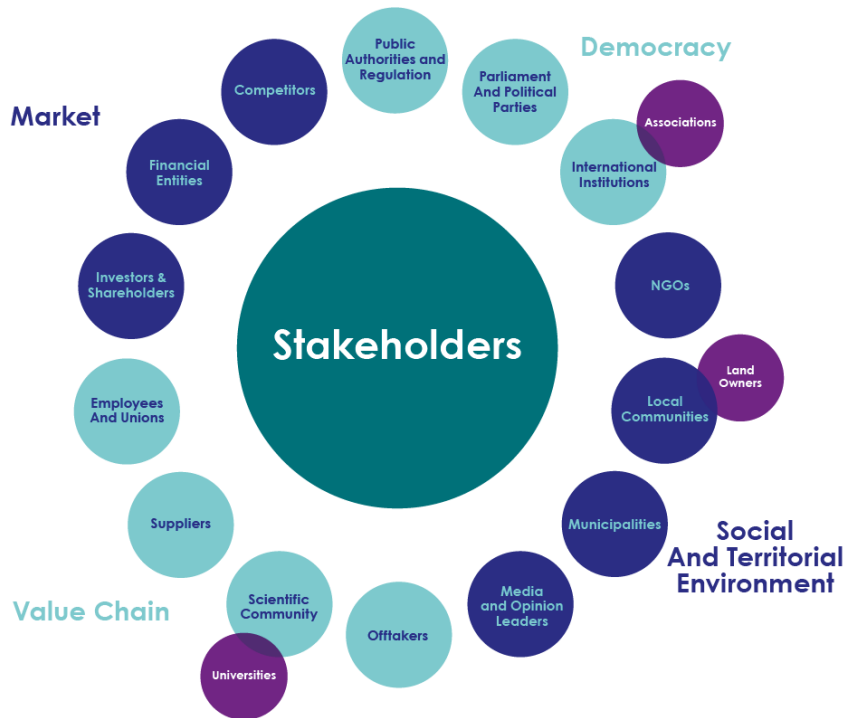 Democracy
Public
Authorities and
Regulation
Parliament
And Political
Parties
International
Institutions
Associations
NGOs
Land
Owners
Local
Communities
Municipalities
Social
And Territorial
Environment
Media
and Opinion
Leaders
Offtakers
Scientific
Community
Universities
Suppliers
Value Chain
Employees
And Unions
Investors &
Shareholders
Financial
Entities
Market
Competitors
Stakeholders